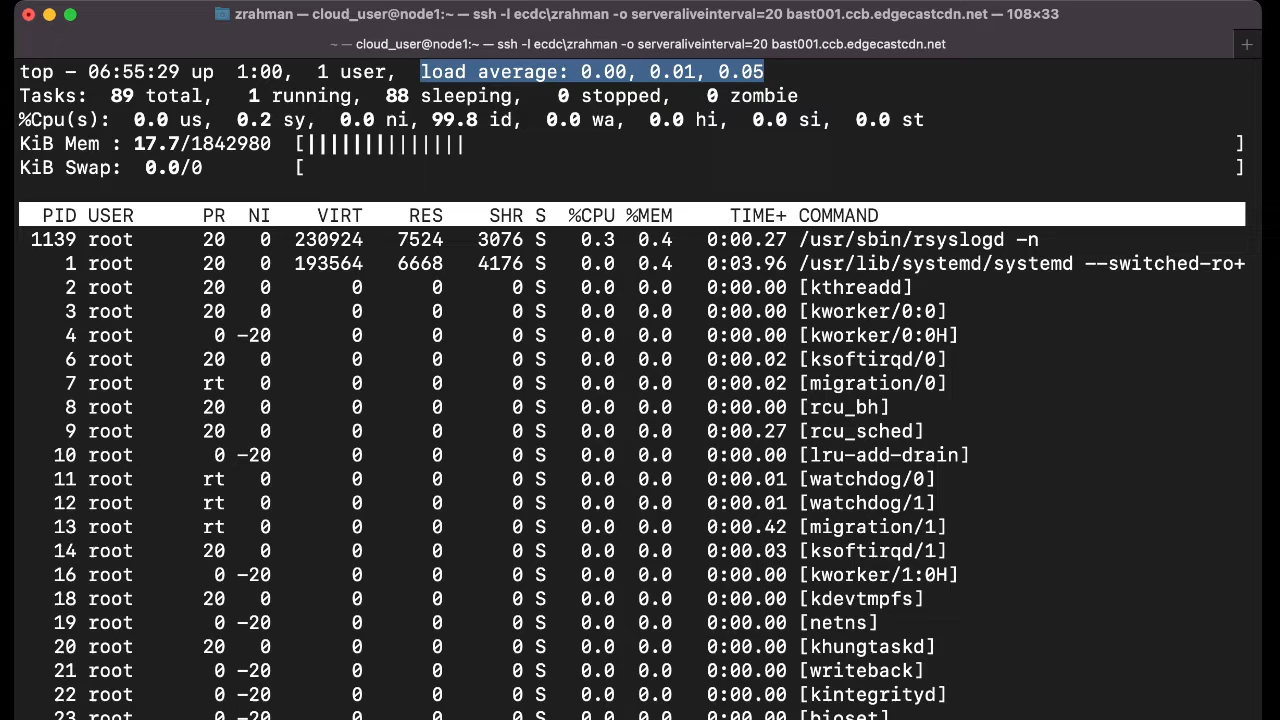 zrahman — cloud_user@node1:~ — ssh -l ecdc\zrahman -o serveraliveinterval=20 bast001.ccb.edgecastcdn.net — 108×33
~ — cloud_user@node1:~ — ssh -l ecdc\zrahman -o serveraliveinterval=20 bast001.ccb.edgecastcdn.net +
top - 06:55:29 up  1:00,  1 user,  load average: 0.00, 0.01, 0.05
Tasks:  89 total,   1 running,  88 sleeping,   0 stopped,   0 zombie
%Cpu(s):  0.0 us,  0.2 sy,  0.0 ni, 99.8 id,  0.0 wa,  0.0 hi,  0.0 si,  0.0 st
KiB Mem : 17.7/1842980  [||||||||||||||                                                                    ]
KiB Swap:  0.0/0        [                                                                                  ]
  PID USER      PR  NI    VIRT    RES    SHR S  %CPU %MEM     TIME+ COMMAND
 1139 root      20   0  230924   7524   3076 S   0.3  0.4   0:00.27 /usr/sbin/rsyslogd -n
    1 root      20   0  193564   6668   4176 S   0.0  0.4   0:03.96 /usr/lib/systemd/systemd --switched-ro+
    2 root      20   0       0      0      0 S   0.0  0.0   0:00.00 [kthreadd]
    3 root      20   0       0      0      0 S   0.0  0.0   0:00.00 [kworker/0:0]
    4 root       0 -20       0      0      0 S   0.0  0.0   0:00.00 [kworker/0:0H]
    6 root      20   0       0      0      0 S   0.0  0.0   0:00.02 [ksoftirqd/0]
    7 root      rt   0       0      0      0 S   0.0  0.0   0:00.02 [migration/0]
    8 root      20   0       0      0      0 S   0.0  0.0   0:00.00 [rcu_bh]
    9 root      20   0       0      0      0 S   0.0  0.0   0:00.27 [rcu_sched]
   10 root       0 -20       0      0      0 S   0.0  0.0   0:00.00 [lru-add-drain]
   11 root      rt   0       0      0      0 S   0.0  0.0   0:00.01 [watchdog/0]
   12 root      rt   0       0      0      0 S   0.0  0.0   0:00.01 [watchdog/1]
   13 root      rt   0       0      0      0 S   0.0  0.0   0:00.42 [migration/1]
   14 root      20   0       0      0      0 S   0.0  0.0   0:00.03 [ksoftirqd/1]
   16 root       0 -20       0      0      0 S   0.0  0.0   0:00.00 [kworker/1:0H]
   18 root      20   0       0      0      0 S   0.0  0.0   0:00.00 [kdevtmpfs]
   19 root       0 -20       0      0      0 S   0.0  0.0   0:00.00 [netns]
   20 root      20   0       0      0      0 S   0.0  0.0   0:00.00 [khungtaskd]
   21 root       0 -20       0      0      0 S   0.0  0.0   0:00.00 [writeback]
   22 root       0 -20       0      0      0 S   0.0  0.0   0:00.00 [kintegrityd]
   23 root       0 -20       0      0      0 S   0.0  0.0   0:00.00 [bioset]